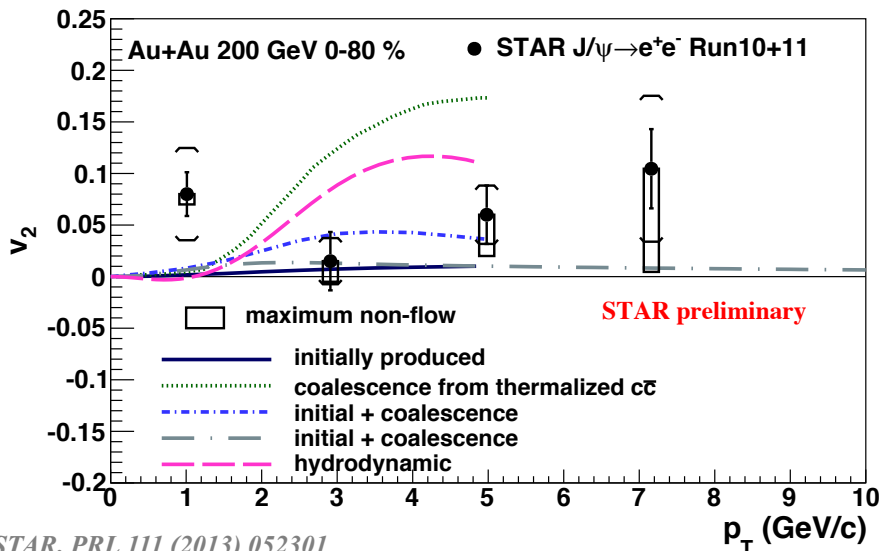 0.25
0.2
0.15
0.1
0.05
0
-0.05
-0.1
-0.15
-0.2
v2
Au+Au 200 GeV 0-80 %
STAR J/ψ→e+e- Run10+11
STAR preliminary
maximum non-flow
initially produced
coalescence from thermalized cc̄
initial + coalescence
initial + coalescence
hydrodynamic
0 1 2 3 4 5 6 7 8 9 10
pT (GeV/c)
STAR, PRL 111 (2013) 052301